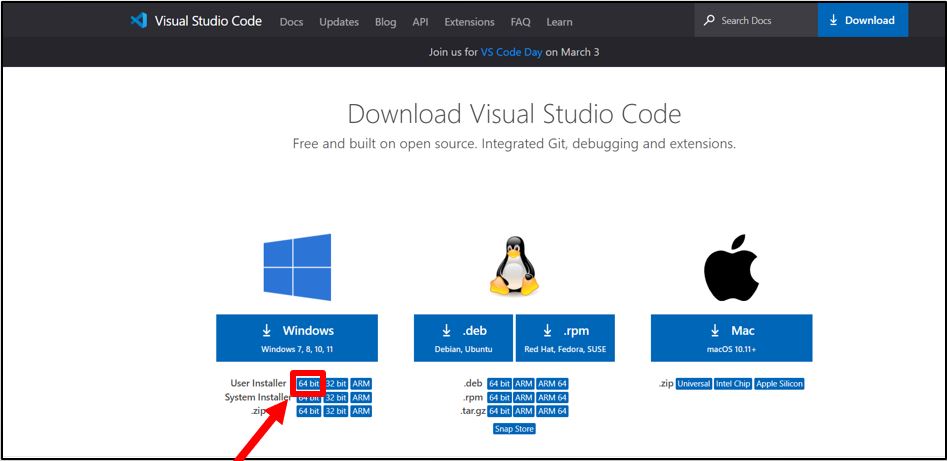 Visual Studio Code Docs Updates Blog API Extensions FAQ Learn Search Docs Download
Join us for VS Code Day on March 3
Download Visual Studio Code
Free and built on open source. Integrated Git, debugging and extensions.
Windows
Windows 7, 8, 10, 11
User Installer 64 bit 32 bit ARM
System Installer 64 bit 32 bit ARM
.zip 64 bit 32 bit ARM
.deb
Debian, Ubuntu
.rpm
Red Hat, Fedora, SUSE
.deb 64 bit ARM ARM 64
.rpm 64 bit ARM ARM 64
.tar.gz 64 bit ARM ARM 64
Snap Store
Mac
macOS 10.11+
.zip Universal Intel Chip Apple Silicon